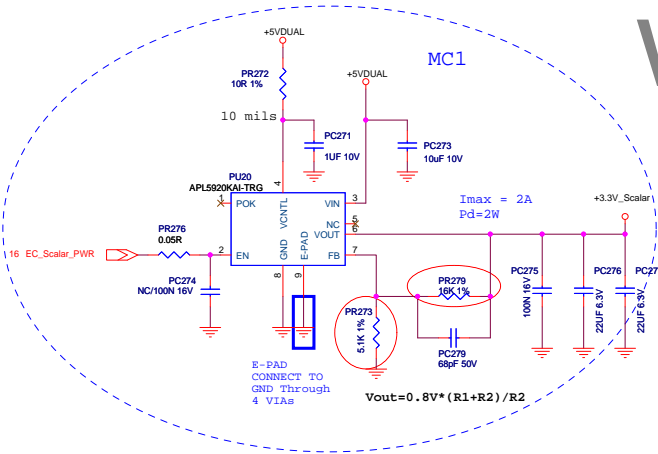 +5VDUAL
MC1
PR272
10R 1%
+5VDUAL
10 mils
PC271
1UF 10V
PC273
10uF 10V
PU20
APL5920KAI-TRG
4
1
POK
VCNTL
VIN
3
NC
5
VOUT
6
2
EN
GND
E-PAD
FB
7
8
9
Imax = 2A
Pd=2W
+3.3V_Scalar
16 EC_Scalar_PWR
PR276
0.05R
PC274
NC/100N 16V
PR279
16K 1%
PC275
100N 16V
PC276
22UF 6.3V
PC27
22UF 6.3V
PR273
5.1K 1%
PC279
68pF 50V
E-PAD
CONNECT TO
GND Through
4 VIAs
Vout=0.8V*(R1+R2)/R2